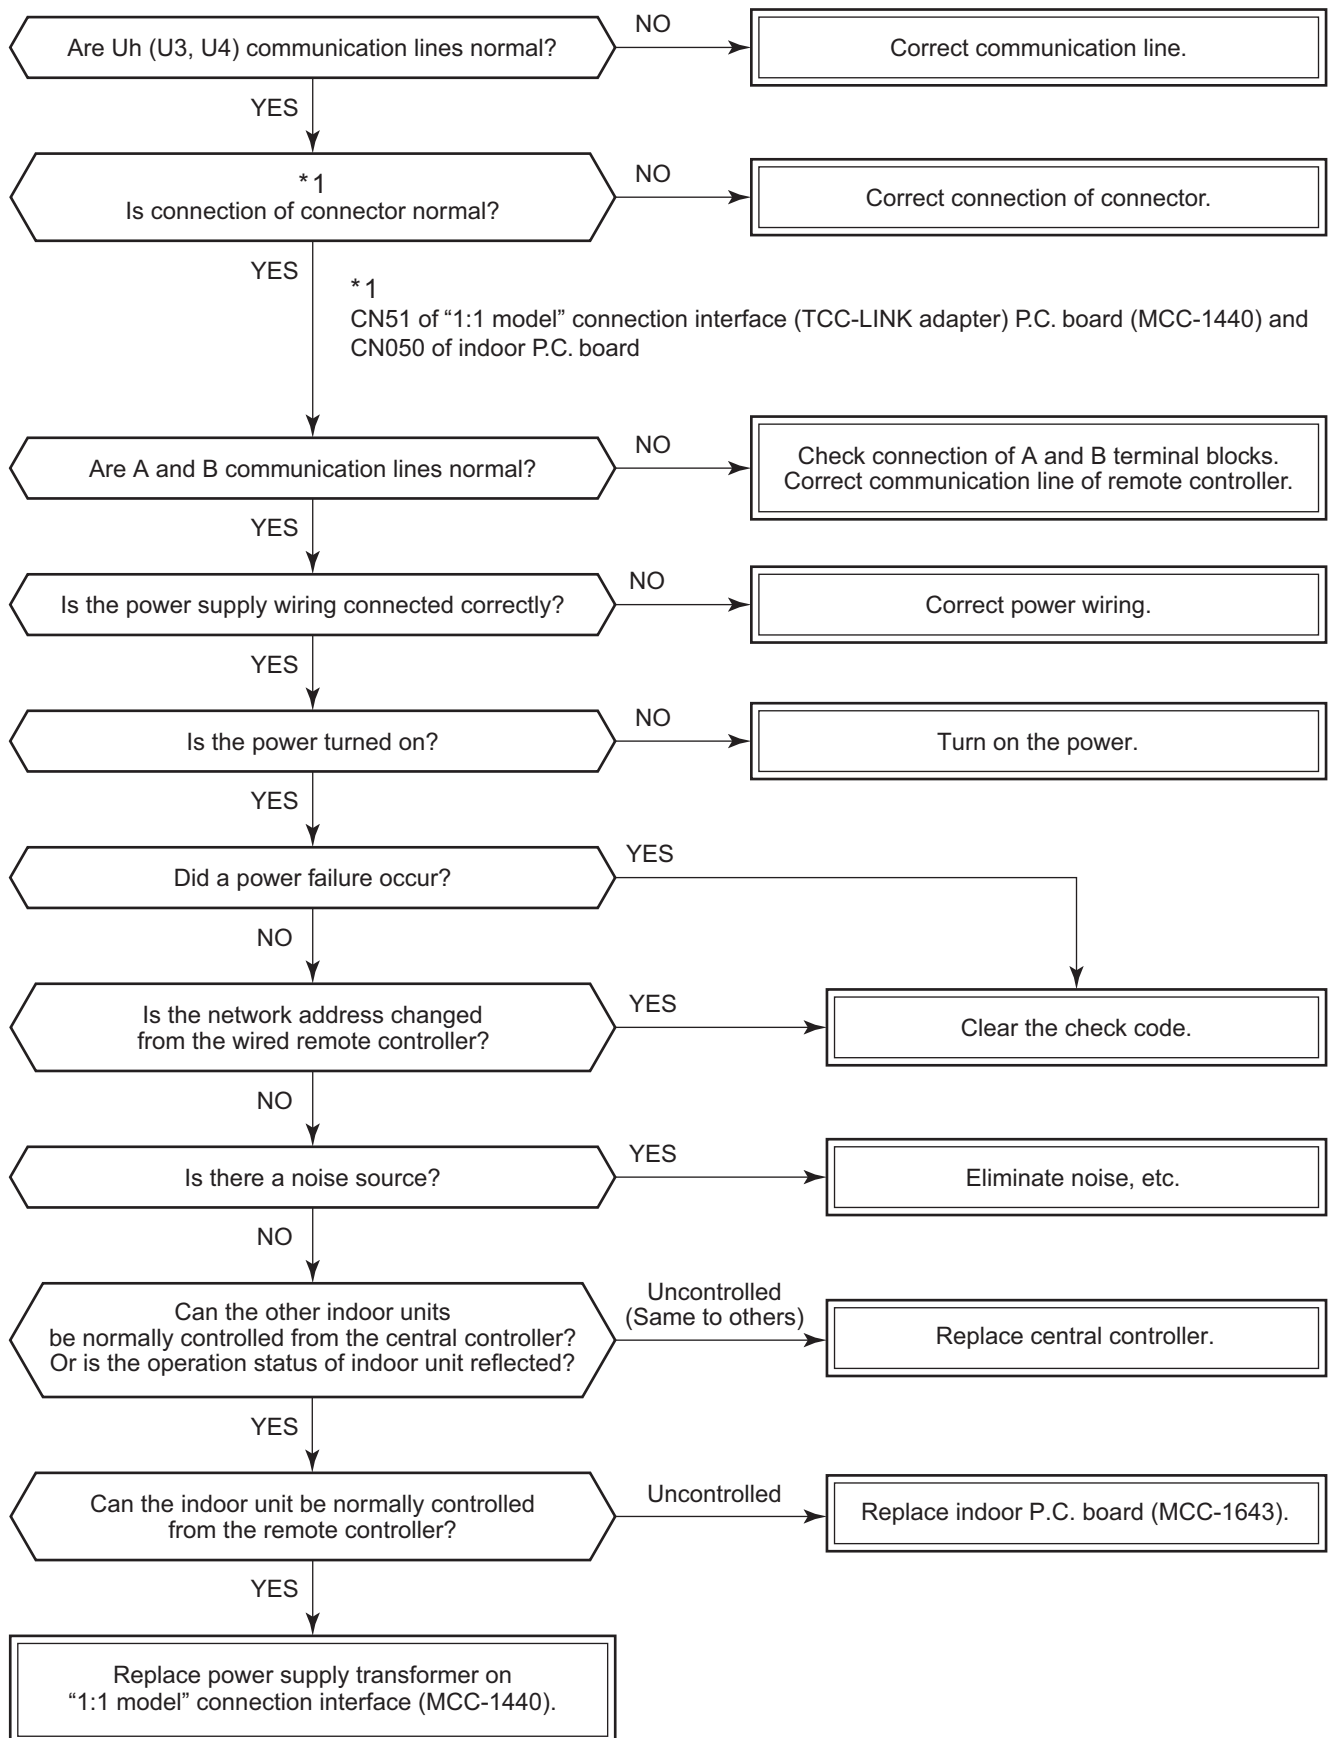 Are Uh (U3, U4) communication lines normal?
NO
Correct communication line.
YES
*1
Is connection of connector normal?
NO
Correct connection of connector.
YES
*1
CN51 of “1:1 model” connection interface (TCC-LINK adapter) P.C. board (MCC-1440) and
CN050 of indoor P.C. board
Are A and B communication lines normal?
NO
Check connection of A and B terminal blocks.
Correct communication line of remote controller.
YES
Is the power supply wiring connected correctly?
NO
Correct power wiring.
YES
Is the power turned on?
NO
Turn on the power.
YES
Did a power failure occur?
YES
NO
Is the network address changed
from the wired remote controller?
YES
Clear the check code.
NO
Is there a noise source?
YES
Eliminate noise, etc.
NO
Can the other indoor units
be normally controlled from the central controller?
Or is the operation status of indoor unit reflected?
Uncontrolled
(Same to others)
Replace central controller.
YES
Can the indoor unit be normally controlled
from the remote controller?
Uncontrolled
Replace indoor P.C. board (MCC-1643).
YES
Replace power supply transformer on
“1:1 model” connection interface (MCC-1440).